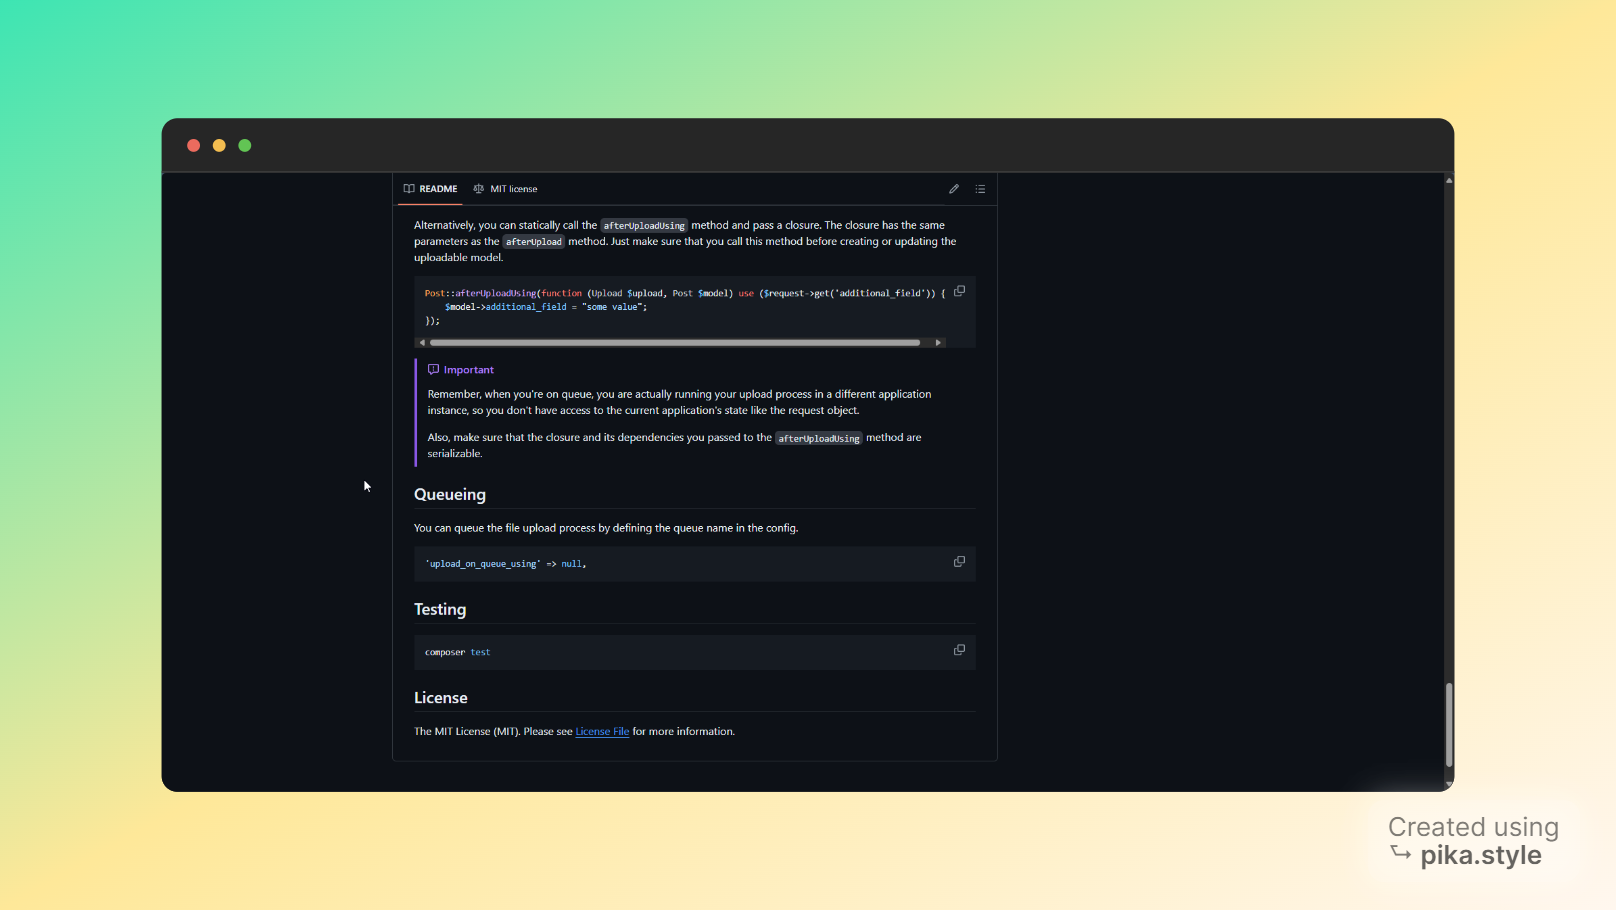 README MIT license
Alternatively, you can statically call the afterUploadUsing method and pass a closure. The closure has the same
parameters as the afterUpload method. Just make sure that you call this method before creating or updating the
uploadable model.
Post::afterUploadUsing(function (Upload $upload, Post $model) use ($request->get('additional_field')) {
    $model->additional_field = "some value";
});
Important
Remember, when you're on queue, you are actually running your upload process in a different application
instance, so you don't have access to the current application's state like the request object.
Also, make sure that the closure and its dependencies you passed to the afterUploadUsing method are
serializable.
Queueing
You can queue the file upload process by defining the queue name in the config.
'upload_on_queue_using' => null,
Testing
composer test
License
The MIT License (MIT). Please see License File for more information.
Created using
pika.style